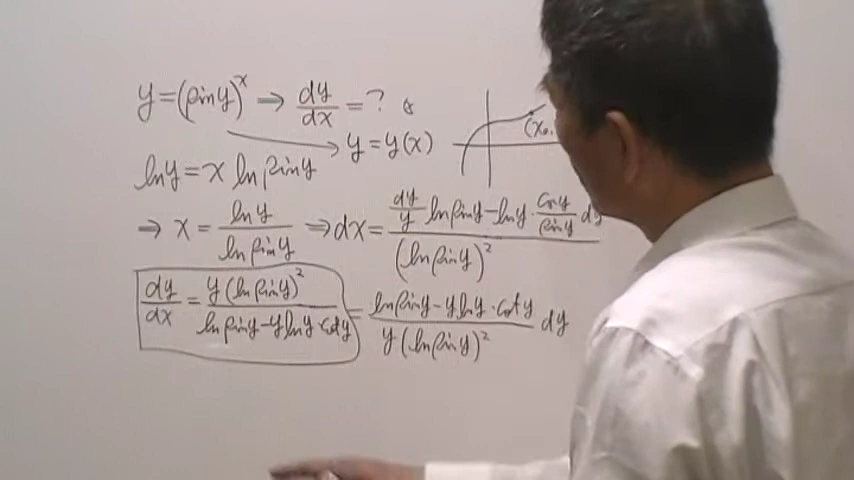 y = (sin y)^x ⇒ dy/dx = ?
y = y(x)
(x₀,
ln y = x ln sin y
⇒ x = ln y / ln sin y ⇒ dx = (dy/y ln sin y - ln y · cos y / sin y dy) / (ln sin y)²
dy/dx = y (ln sin y)² / (ln sin y - y ln y · cot y)
= (ln sin y - y ln y · cot y) / (y (ln sin y)²) dy